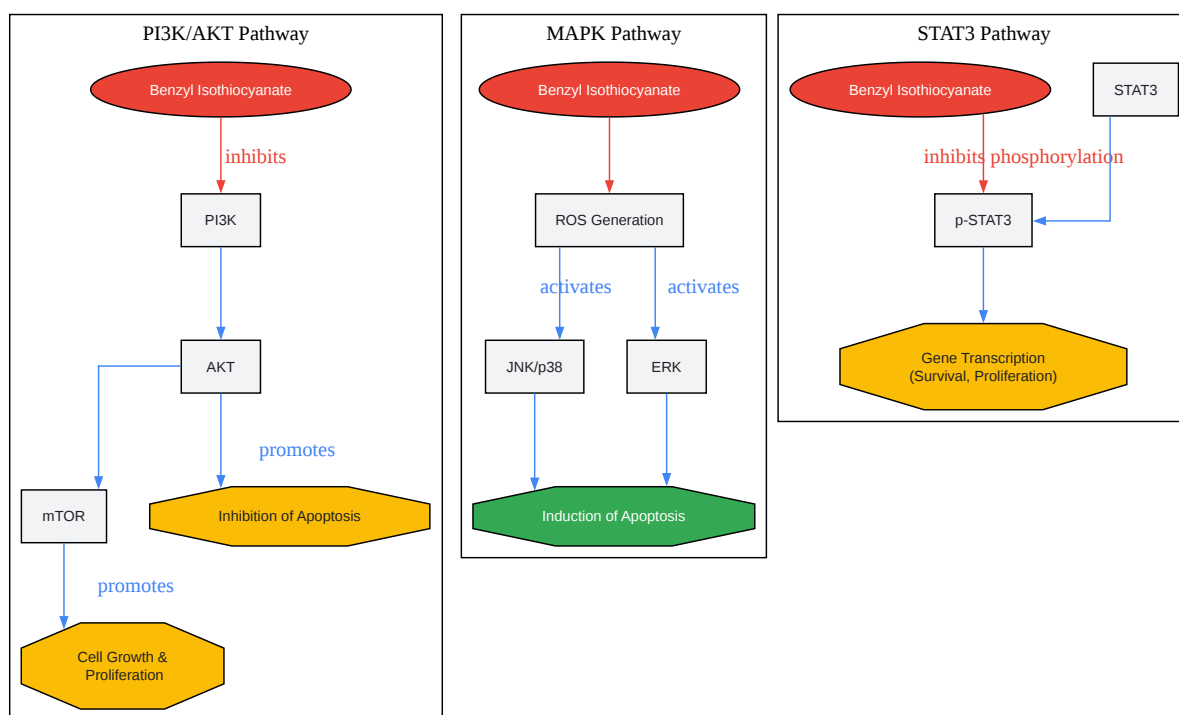 PI3K/AKT Pathway
Benzyl Isothiocyanate
inhibits
PI3K
AKT
promotes
mTOR
Inhibition of Apoptosis
promotes
Cell Growth &
Proliferation
MAPK Pathway
Benzyl Isothiocyanate
ROS Generation
activates
activates
JNK/p38
ERK
Induction of Apoptosis
STAT3 Pathway
Benzyl Isothiocyanate
STAT3
inhibits phosphorylation
p-STAT3
Gene Transcription
(Survival, Proliferation)